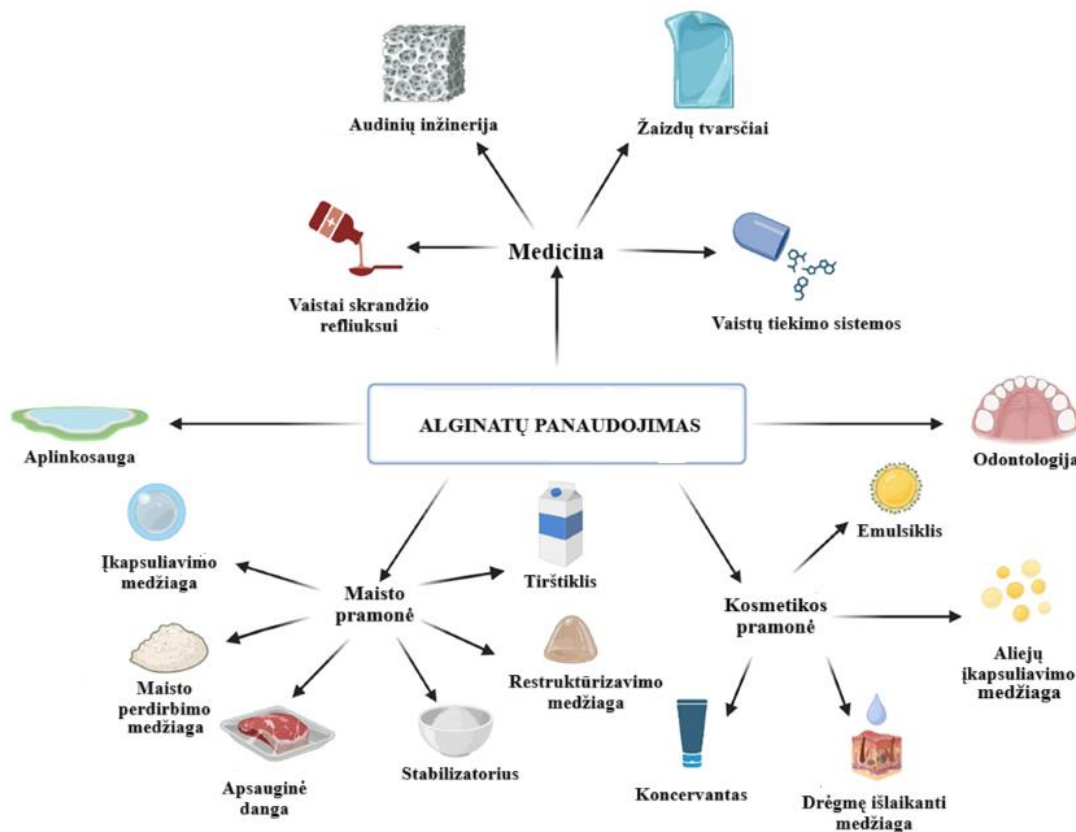 Audinių inžinerija
Žaizdų tvarsčiai
Medicina
Vaistai skrandžio
refliuksui
Vaistų tiekimo sistemos
ALGINATŲ PANAUDOJIMAS
Aplinkosauga
Odontologija
Įkapsuliavimo
medžiaga
Tirštiklis
Emulsiklis
Maisto
pramonė
Kosmetikos
pramonė
Maisto
perdirbimo
medžiaga
Restruktūrizavimo
medžiaga
Aliejų
įkapsuliavimo
medžiaga
Apsauginė
danga
Stabilizatorius
Koncervantas
Drėgmę išlaikanti
medžiaga